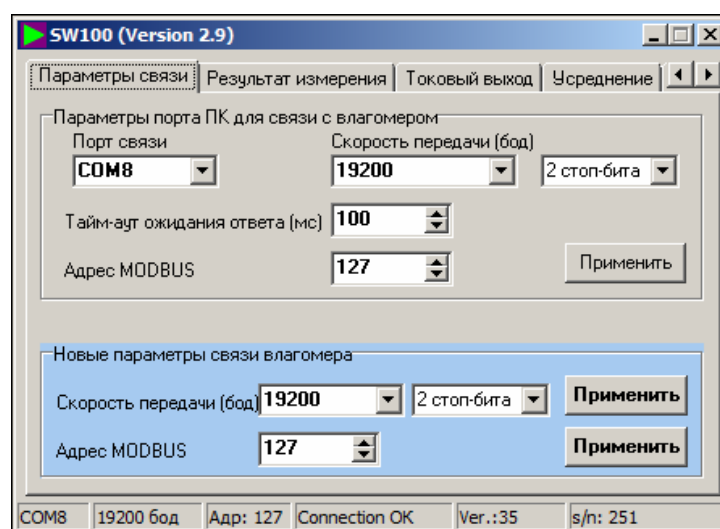 SW100 (Version 2.9)
Параметры связи Результат измерения Токовый выход Усреднение
Параметры порта ПК для связи с влагомером
Порт связи Скорость передачи (бод)
COM8 19200 2 стоп-бита
Тайм-аут ожидания ответа (мс) 100
Адрес MODBUS 127 Применить
Новые параметры связи влагомера
Скорость передачи (бод) 19200 2 стоп-бита Применить
Адрес MODBUS 127 Применить
COM8 19200 бод Адр: 127 Connection OK Ver.:35 s/n: 251